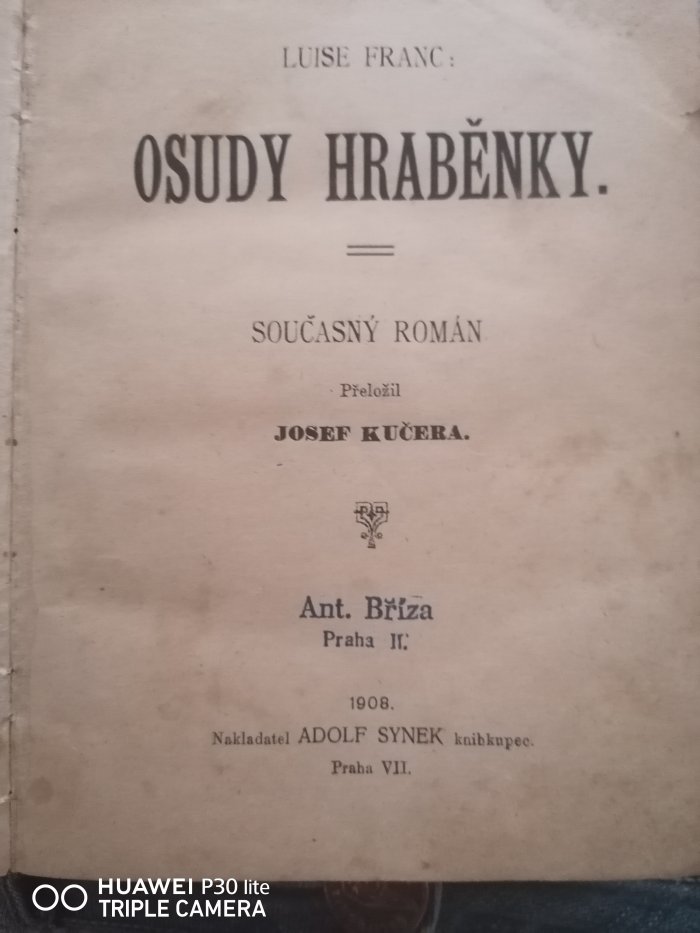 LUISE FRANC:
OSUDY HRABĚNKY.
SOUČASNÝ ROMÁN
Přeložil
JOSEF KUČERA.
Ant. Bříza
Praha II.
1908.
Nakladatel ADOLF SYNEK knihkupec.
Praha VII.
HUAWEI P30 lite
TRIPLE CAMERA